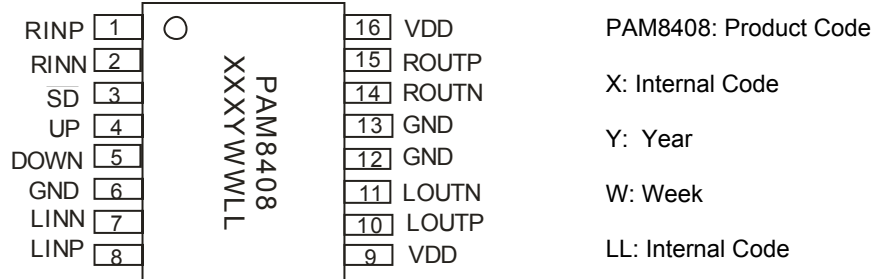 RINP 1
RINN 2
SD 3
UP 4
DOWN 5
GND 6
LINN 7
LINP 8
PAM8408
XXXYWWLL
16 VDD
15 ROUTP
14 ROUTN
13 GND
12 GND
11 LOUTN
10 LOUTP
9 VDD
PAM8408: Product Code
X: Internal Code
Y: Year
W: Week
LL: Internal Code